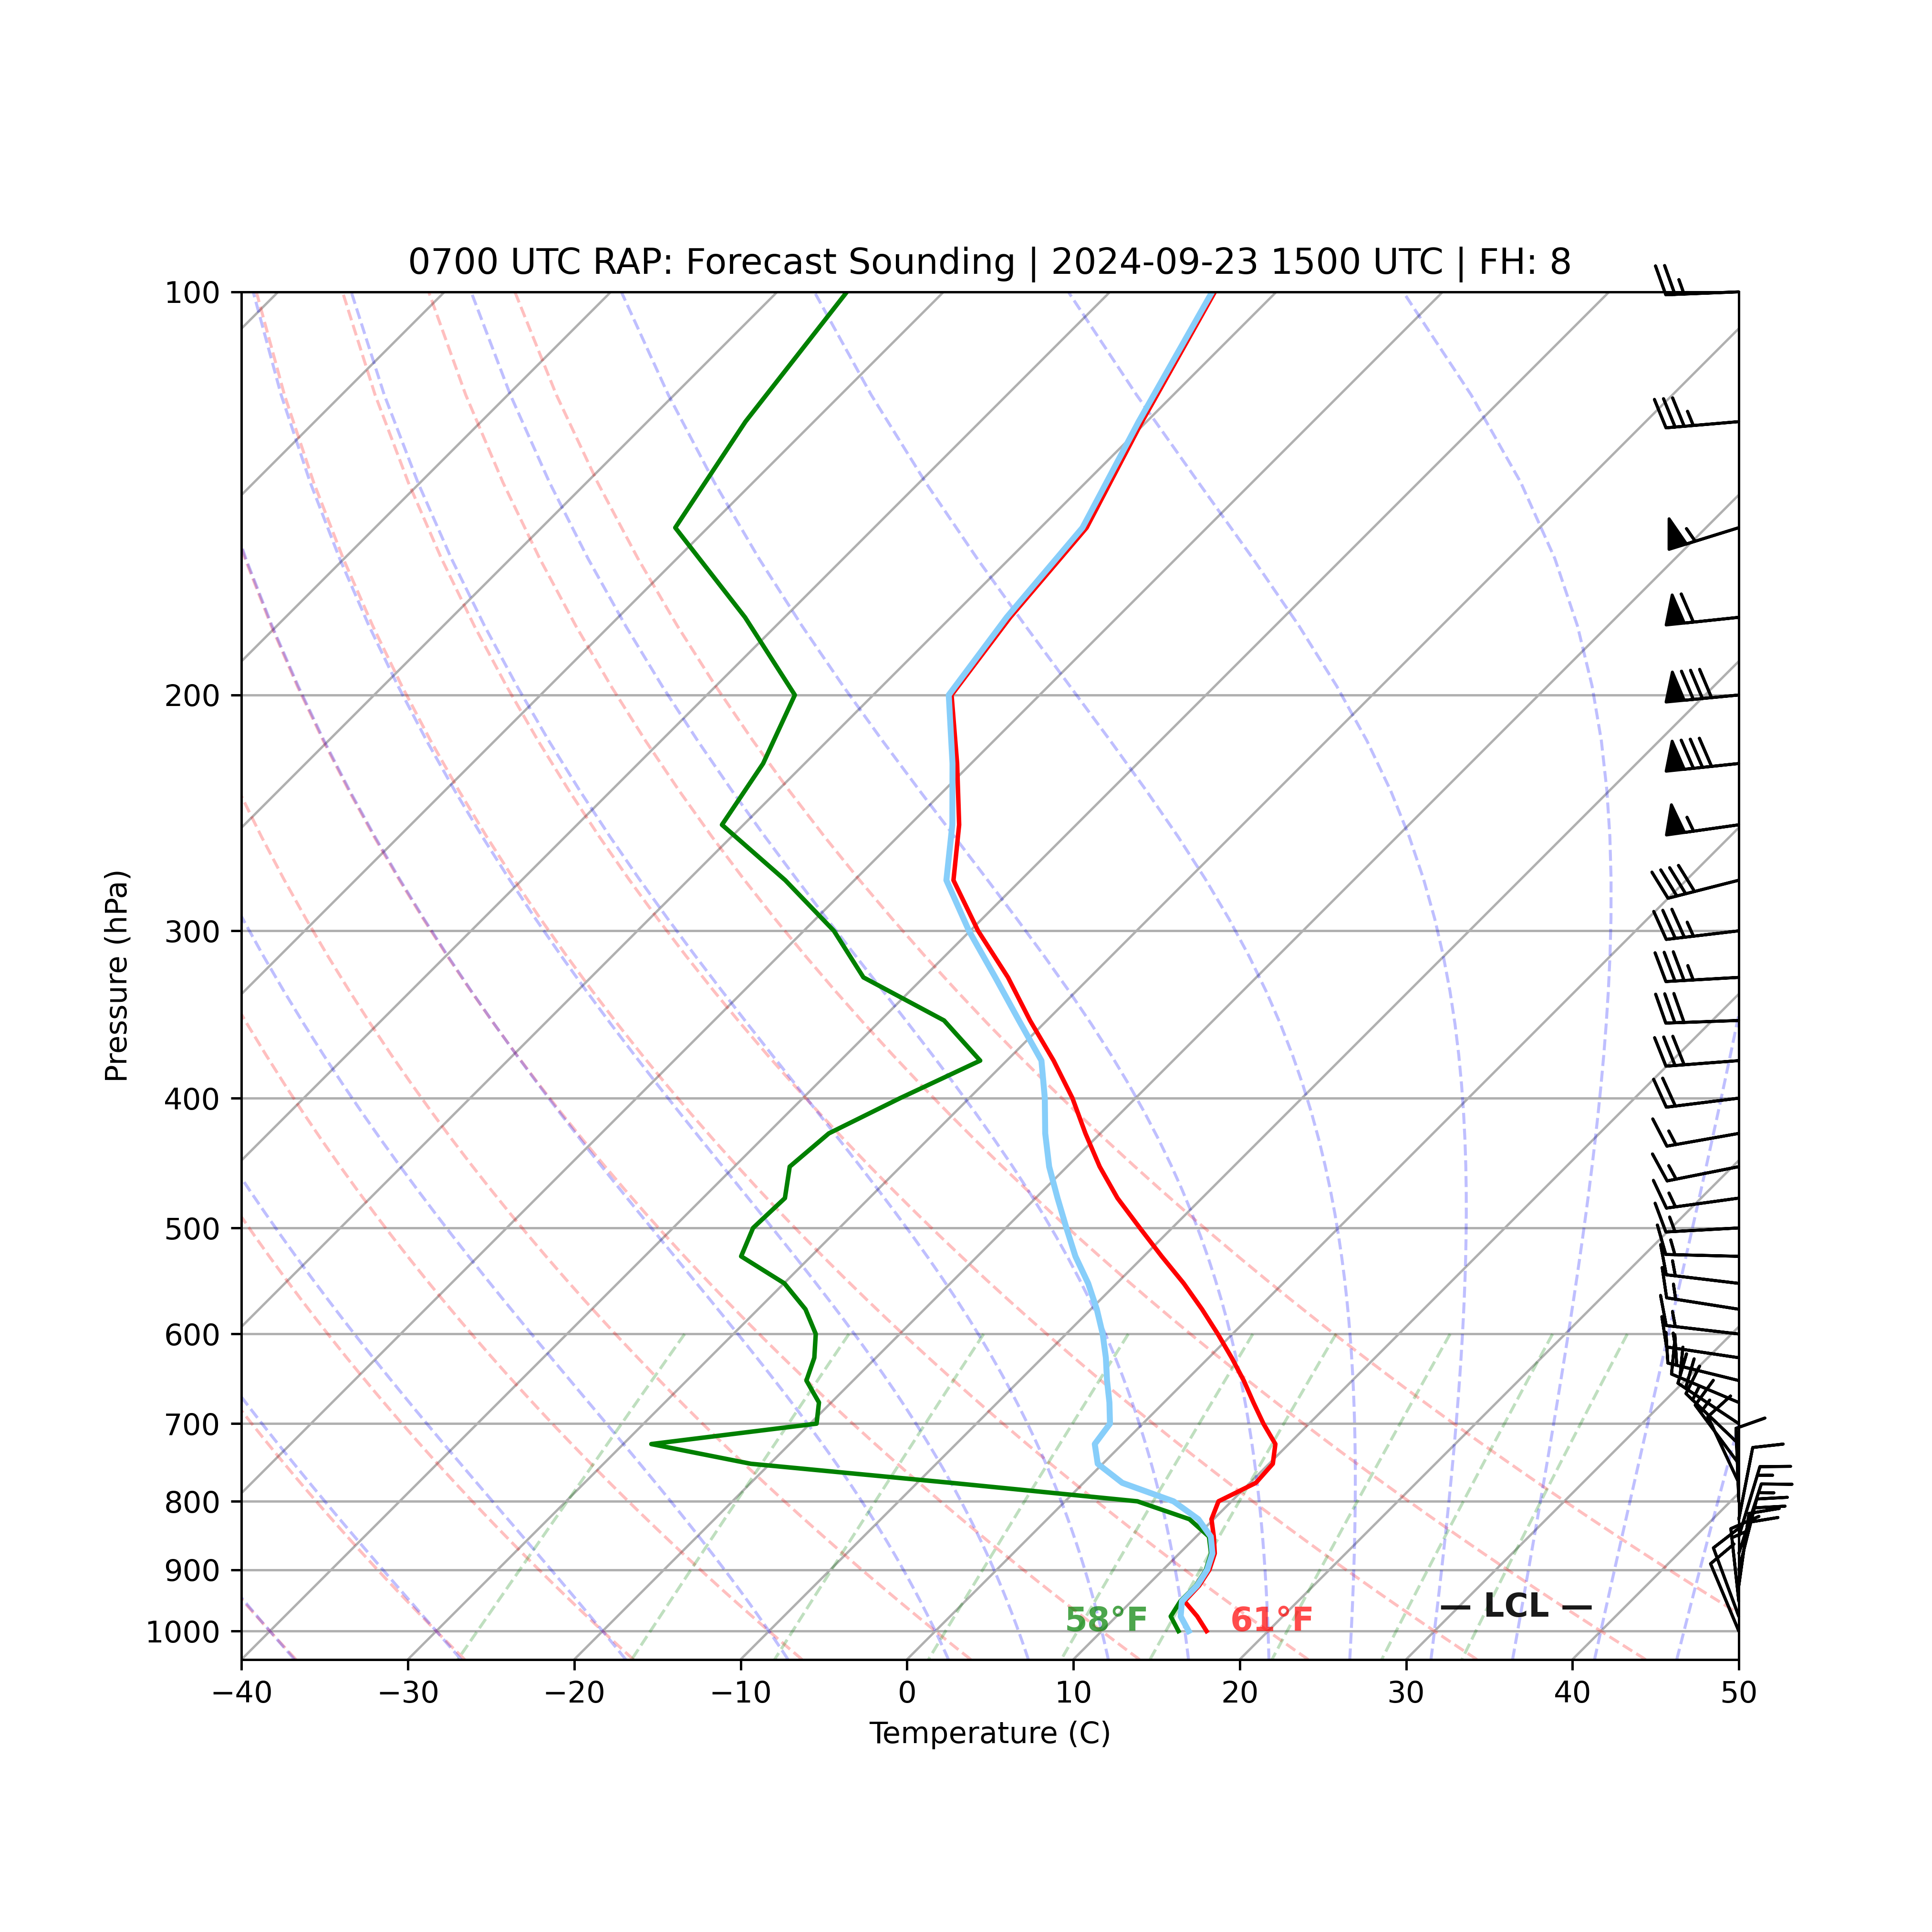 0700 UTC RAP: Forecast Sounding | 2024-09-23 1500 UTC | FH: 8
100
200
300
400
500
600
700
800
900
1000
Pressure (hPa)
58°F
61°F
— LCL —
−40 −30 −20 −10 0 10 20 30 40 50
Temperature (C)